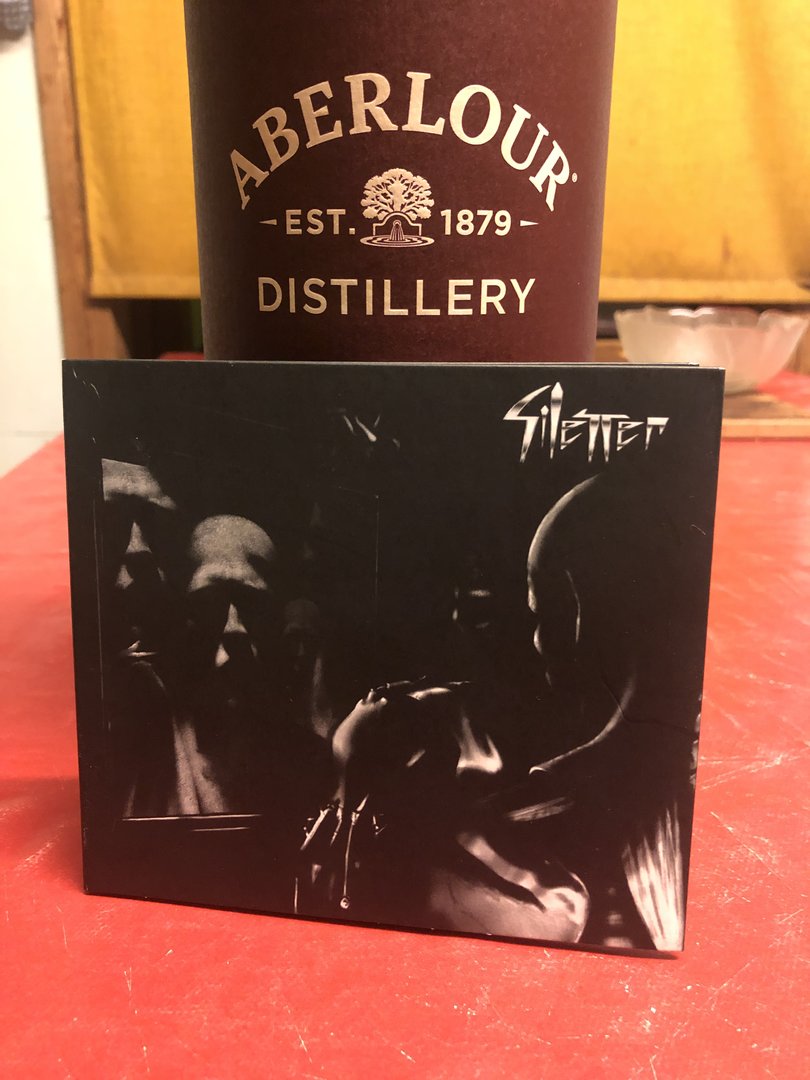 ABERLOUR®
EST. 1879
DISTILLERY
Siletter